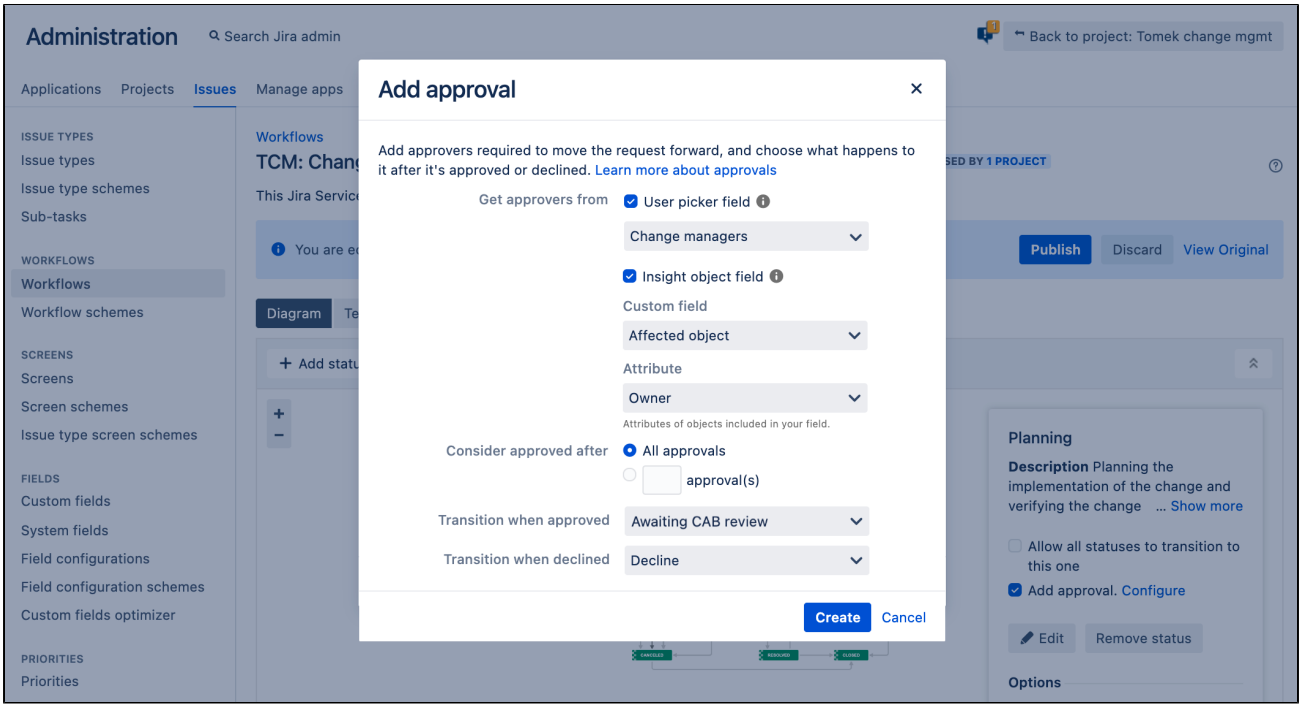 Administration
Search Jira admin
Back to project: Tomek change mgmt
Applications Projects Issues Manage apps
ISSUE TYPES
Issue types
Issue type schemes
Sub-tasks
WORKFLOWS
Workflows
Workflow schemes
SCREENS
Screens
Screen schemes
Issue type screen schemes
FIELDS
Custom fields
System fields
Field configurations
Field configuration schemes
Custom fields optimizer
PRIORITIES
Priorities
Workflows
TCM: Chang
This Jira Service
You are ed
Diagram Te
+ Add statu
+
−
Add approval
Add approvers required to move the request forward, and choose what happens to
it after it's approved or declined. Learn more about approvals
Get approvers from
User picker field
Change managers
Insight object field
Custom field
Affected object
Attribute
Owner
Attributes of objects included in your field.
Consider approved after
All approvals
approval(s)
Transition when approved
Awaiting CAB review
Transition when declined
Decline
Create Cancel
CANCELED RESOLVED CLOSED
SED BY 1 PROJECT
Publish Discard View Original
Planning
Description Planning the
implementation of the change and
verifying the change ... Show more
Allow all statuses to transition to
this one
Add approval. Configure
Edit Remove status
Options